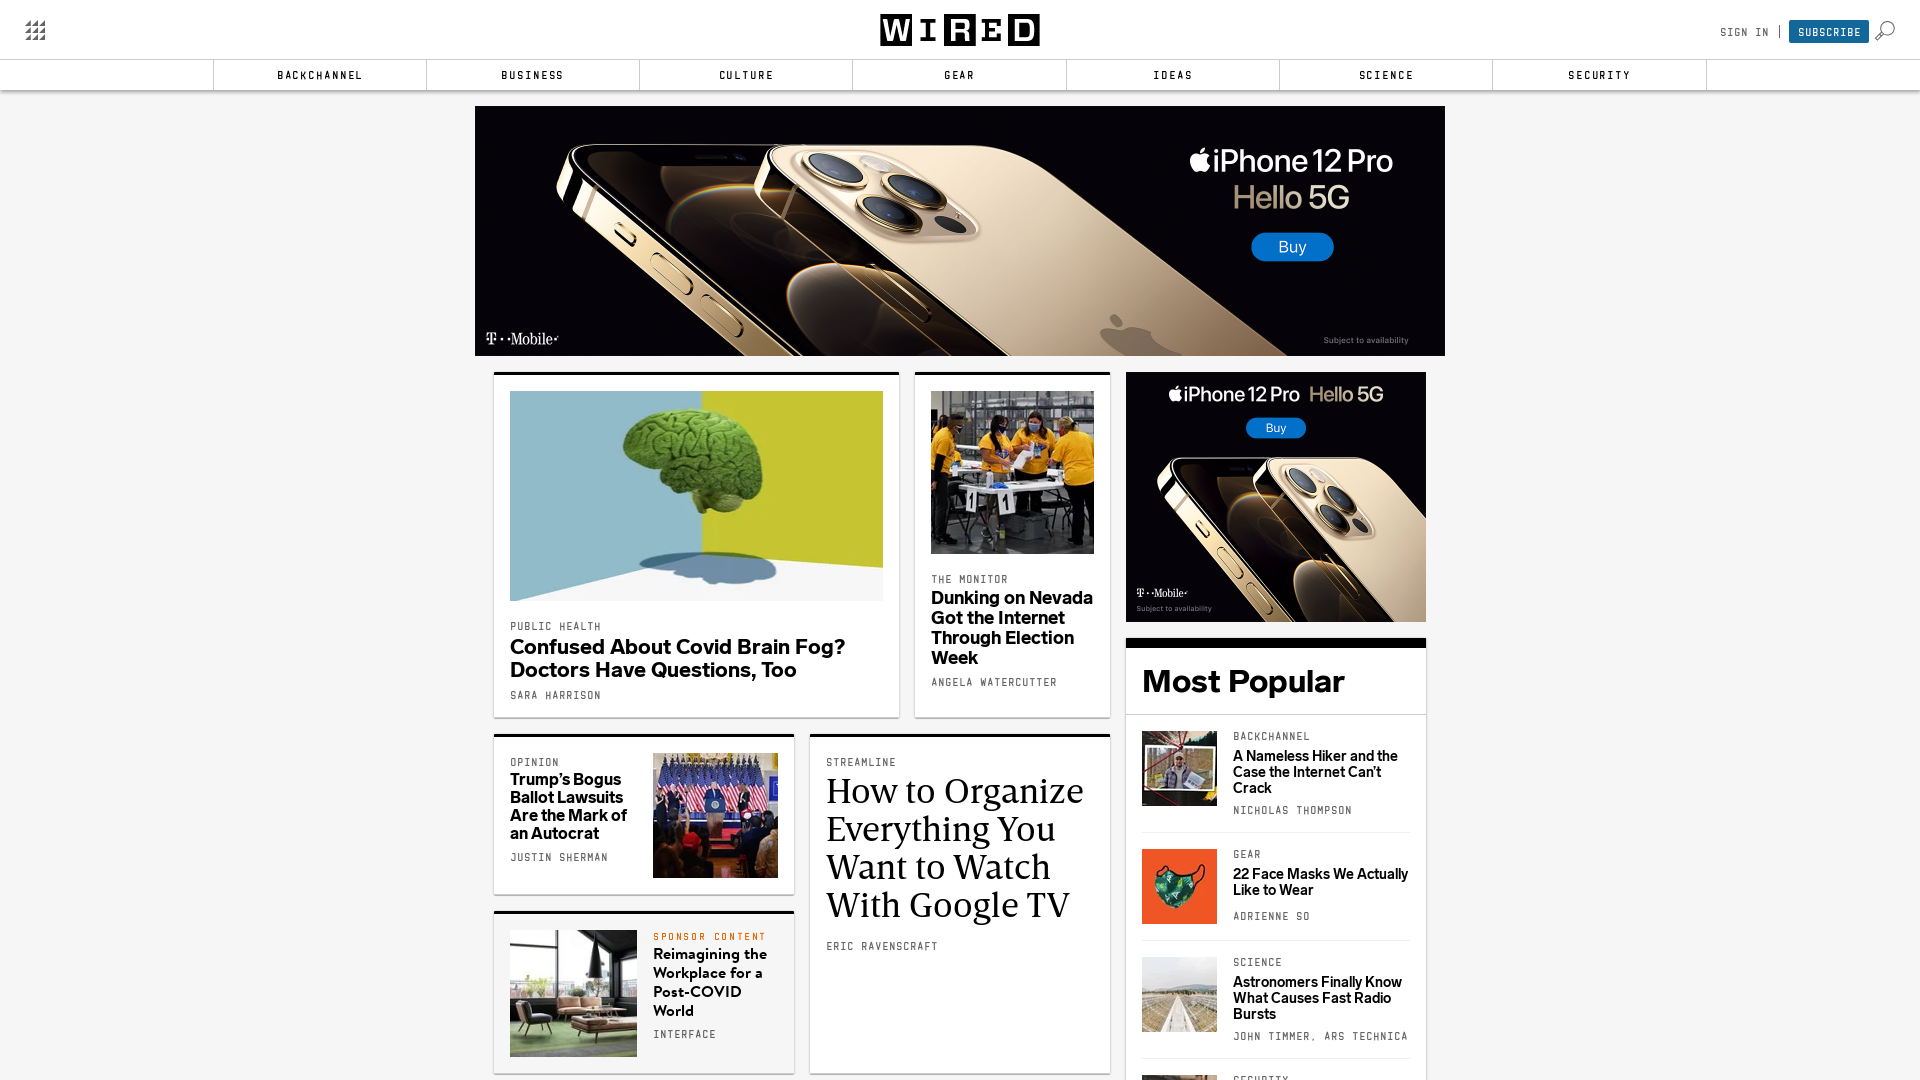 WIRED
SIGN IN
SUBSCRIBE
BACKCHANNEL
BUSINESS
CULTURE
GEAR
IDEAS
SCIENCE
SECURITY
iPhone 12 Pro
Hello 5G
Buy
T··Mobile·
Subject to availability
PUBLIC HEALTH
Confused About Covid Brain Fog?
Doctors Have Questions, Too
SARA HARRISON
1 1
THE MONITOR
Dunking on Nevada
Got the Internet
Through Election
Week
ANGELA WATERCUTTER
iPhone 12 Pro Hello 5G
Buy
T··Mobile·
Subject to availability
OPINION
Trump’s Bogus
Ballot Lawsuits
Are the Mark of
an Autocrat
JUSTIN SHERMAN
SPONSOR CONTENT
Reimagining the
Workplace for a
Post-COVID
World
INTERFACE
STREAMLINE
How to Organize
Everything You
Want to Watch
With Google TV
ERIC RAVENSCRAFT
Most Popular
BACKCHANNEL
A Nameless Hiker and the
Case the Internet Can’t
Crack
NICHOLAS THOMPSON
GEAR
22 Face Masks We Actually
Like to Wear
ADRIENNE SO
SCIENCE
Astronomers Finally Know
What Causes Fast Radio
Bursts
JOHN TIMMER, ARS TECHNICA
SECURITY